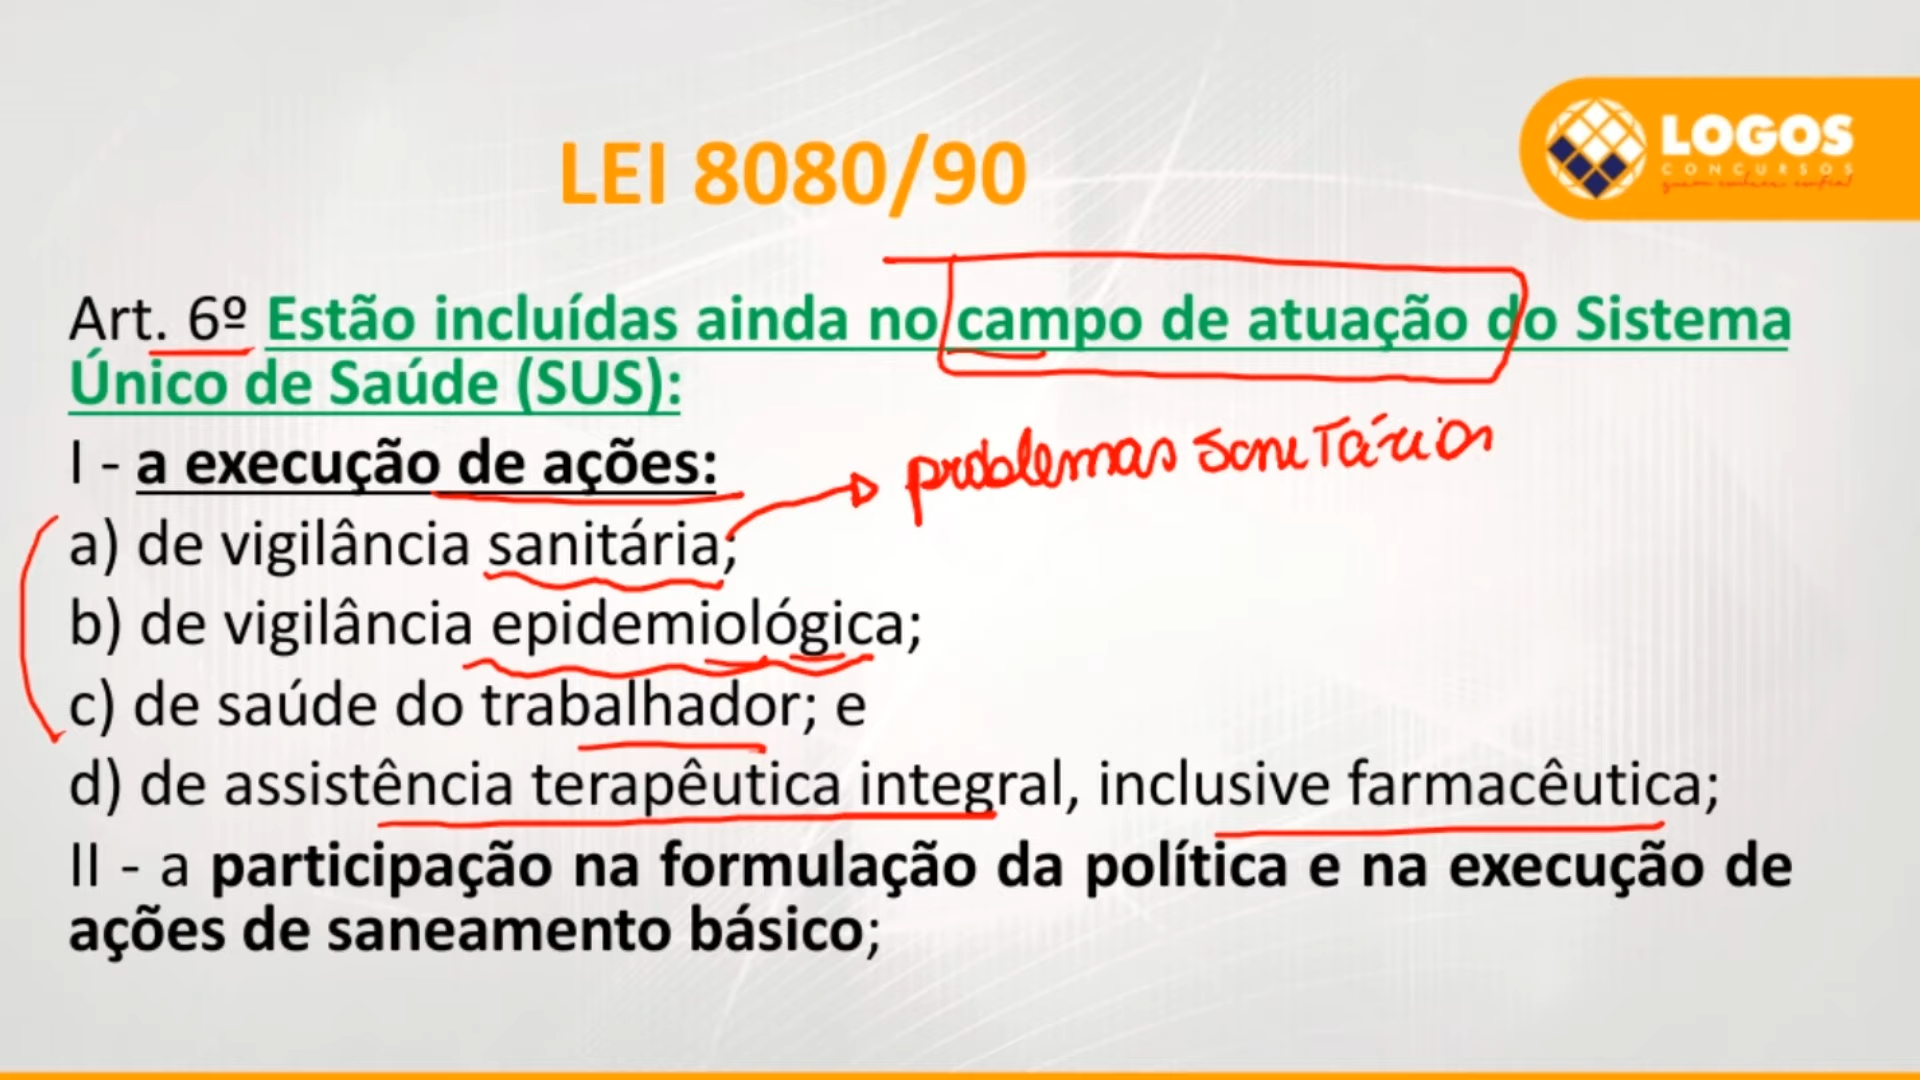 LOGOS
CONCURSOS
LEI 8080/90
Art. 6º Estão incluídas ainda no campo de atuação do Sistema
Único de Saúde (SUS):
I - a execução de ações:
problemas sanitários
a) de vigilância sanitária;
b) de vigilância epidemiológica;
c) de saúde do trabalhador; e
d) de assistência terapêutica integral, inclusive farmacêutica;
II - a participação na formulação da política e na execução de
ações de saneamento básico;